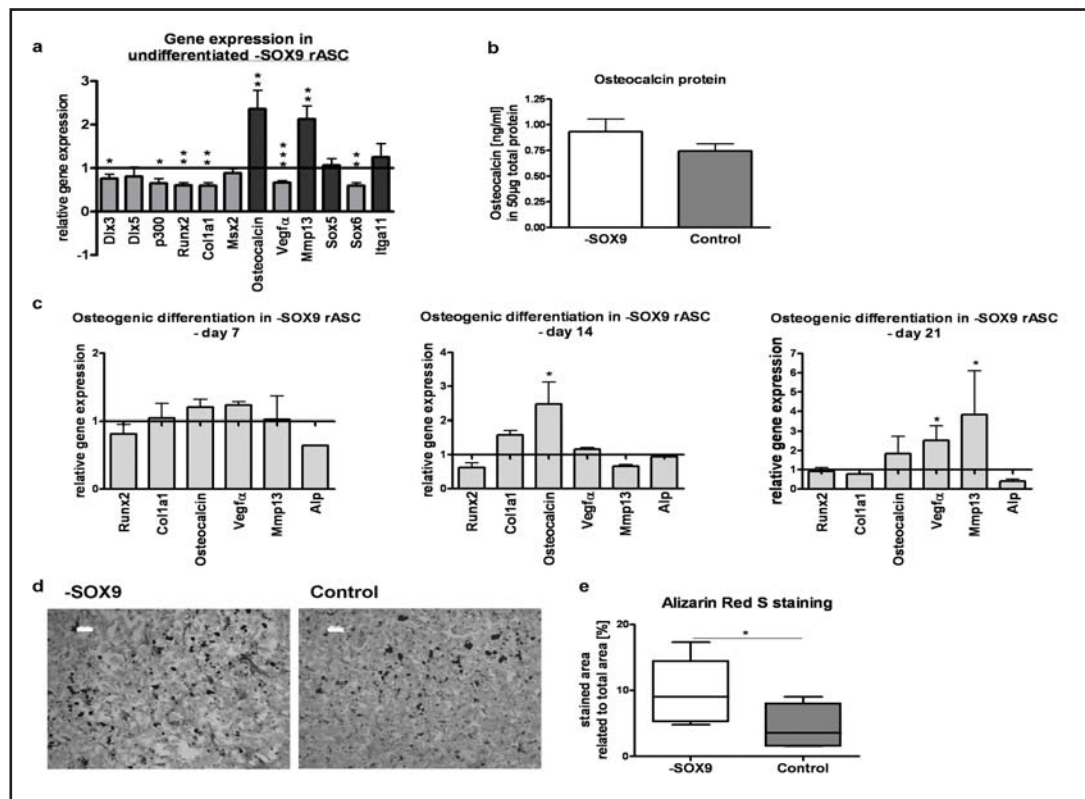 a
Gene expression in
undifferentiated -SOX9 rASC
relative gene expression
3
2
1
-1
*
*
**
**
**
***
**
**
Dlx3
Dlx5
p300
Runx2
Col1a1
Msx2
Osteocalcin
Vegfα
Mmp13
Sox5
Sox6
Itga11
b
Osteocalcin protein
Osteocalcin [ng/ml]
in 50µg total protein
1.25
1.00
0.75
0.50
0.25
0.00
-SOX9
Control
c
Osteogenic differentiation in -SOX9 rASC
- day 7
relative gene expression
2
1
0
Runx2
Col1a1
Osteocalcin
Vegfα
Mmp13
Alp
Osteogenic differentiation in -SOX9 rASC
- day 14
relative gene expression
4
3
2
1
0
*
Runx2
Col1a1
Osteocalcin
Vegfα
Mmp13
Alp
Osteogenic differentiation in -SOX9 rASC
- day 21
relative gene expression
7
6
5
4
3
2
1
0
*
*
Runx2
Col1a1
Osteocalcin
Vegfα
Mmp13
Alp
d
-SOX9
Control
e
Alizarin Red S staining
stained area
related to total area [%]
20
10
0
*
-SOX9
Control